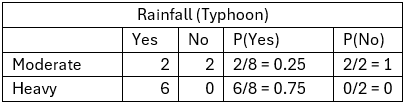 Rainfall (Typhoon)
Yes No P(Yes) P(No)
Moderate 2 2 2/8 = 0.25 2/2 = 1
Heavy 6 0 6/8 = 0.75 0/2 = 0